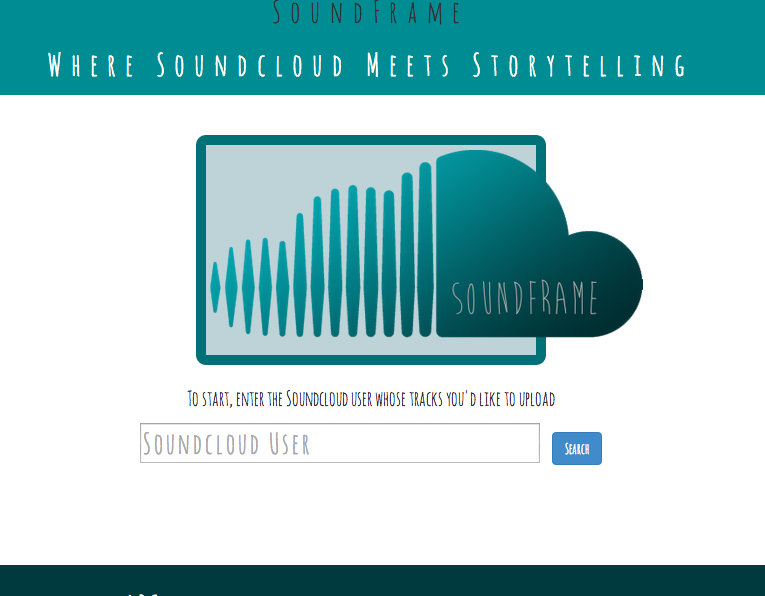 SoundFrame
Where Soundcloud Meets Storytelling
SOUNDFRAME
To start, enter the Soundcloud user whose tracks you'd like to upload
Soundcloud User
Search